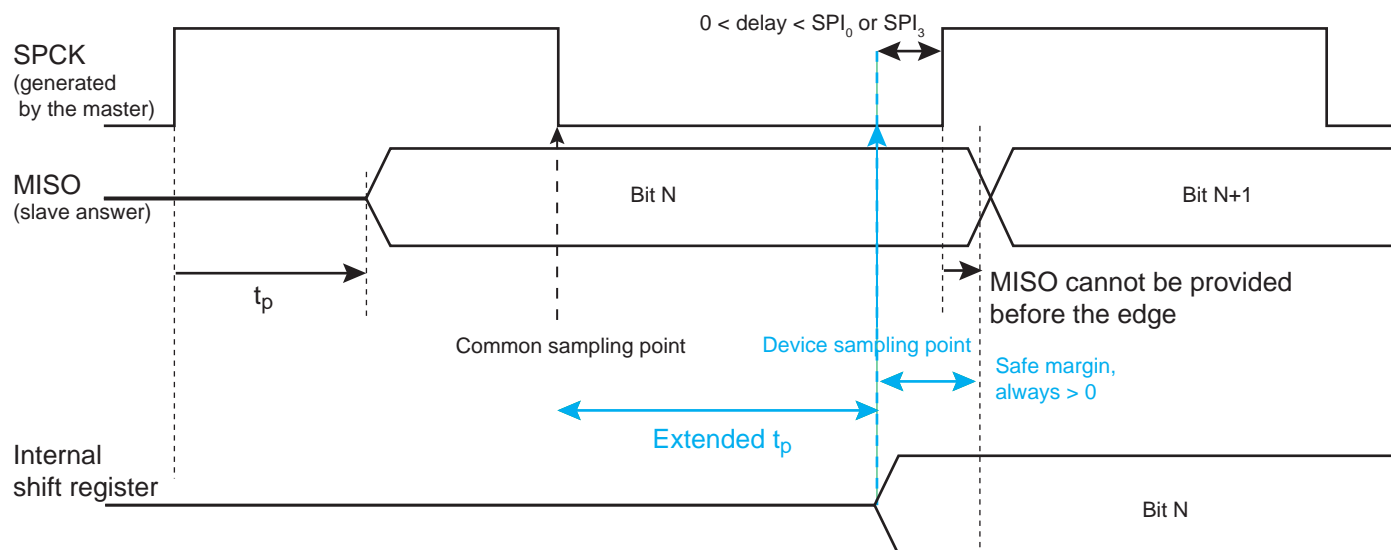 0 < delay < SPI₀ or SPI₃
SPCK
(generated
by the master)
MISO
(slave answer)
Bit N
Bit N+1
tₚ
MISO cannot be provided
before the edge
Common sampling point
Device sampling point
Safe margin,
always > 0
Extended tₚ
Internal
shift register
Bit N